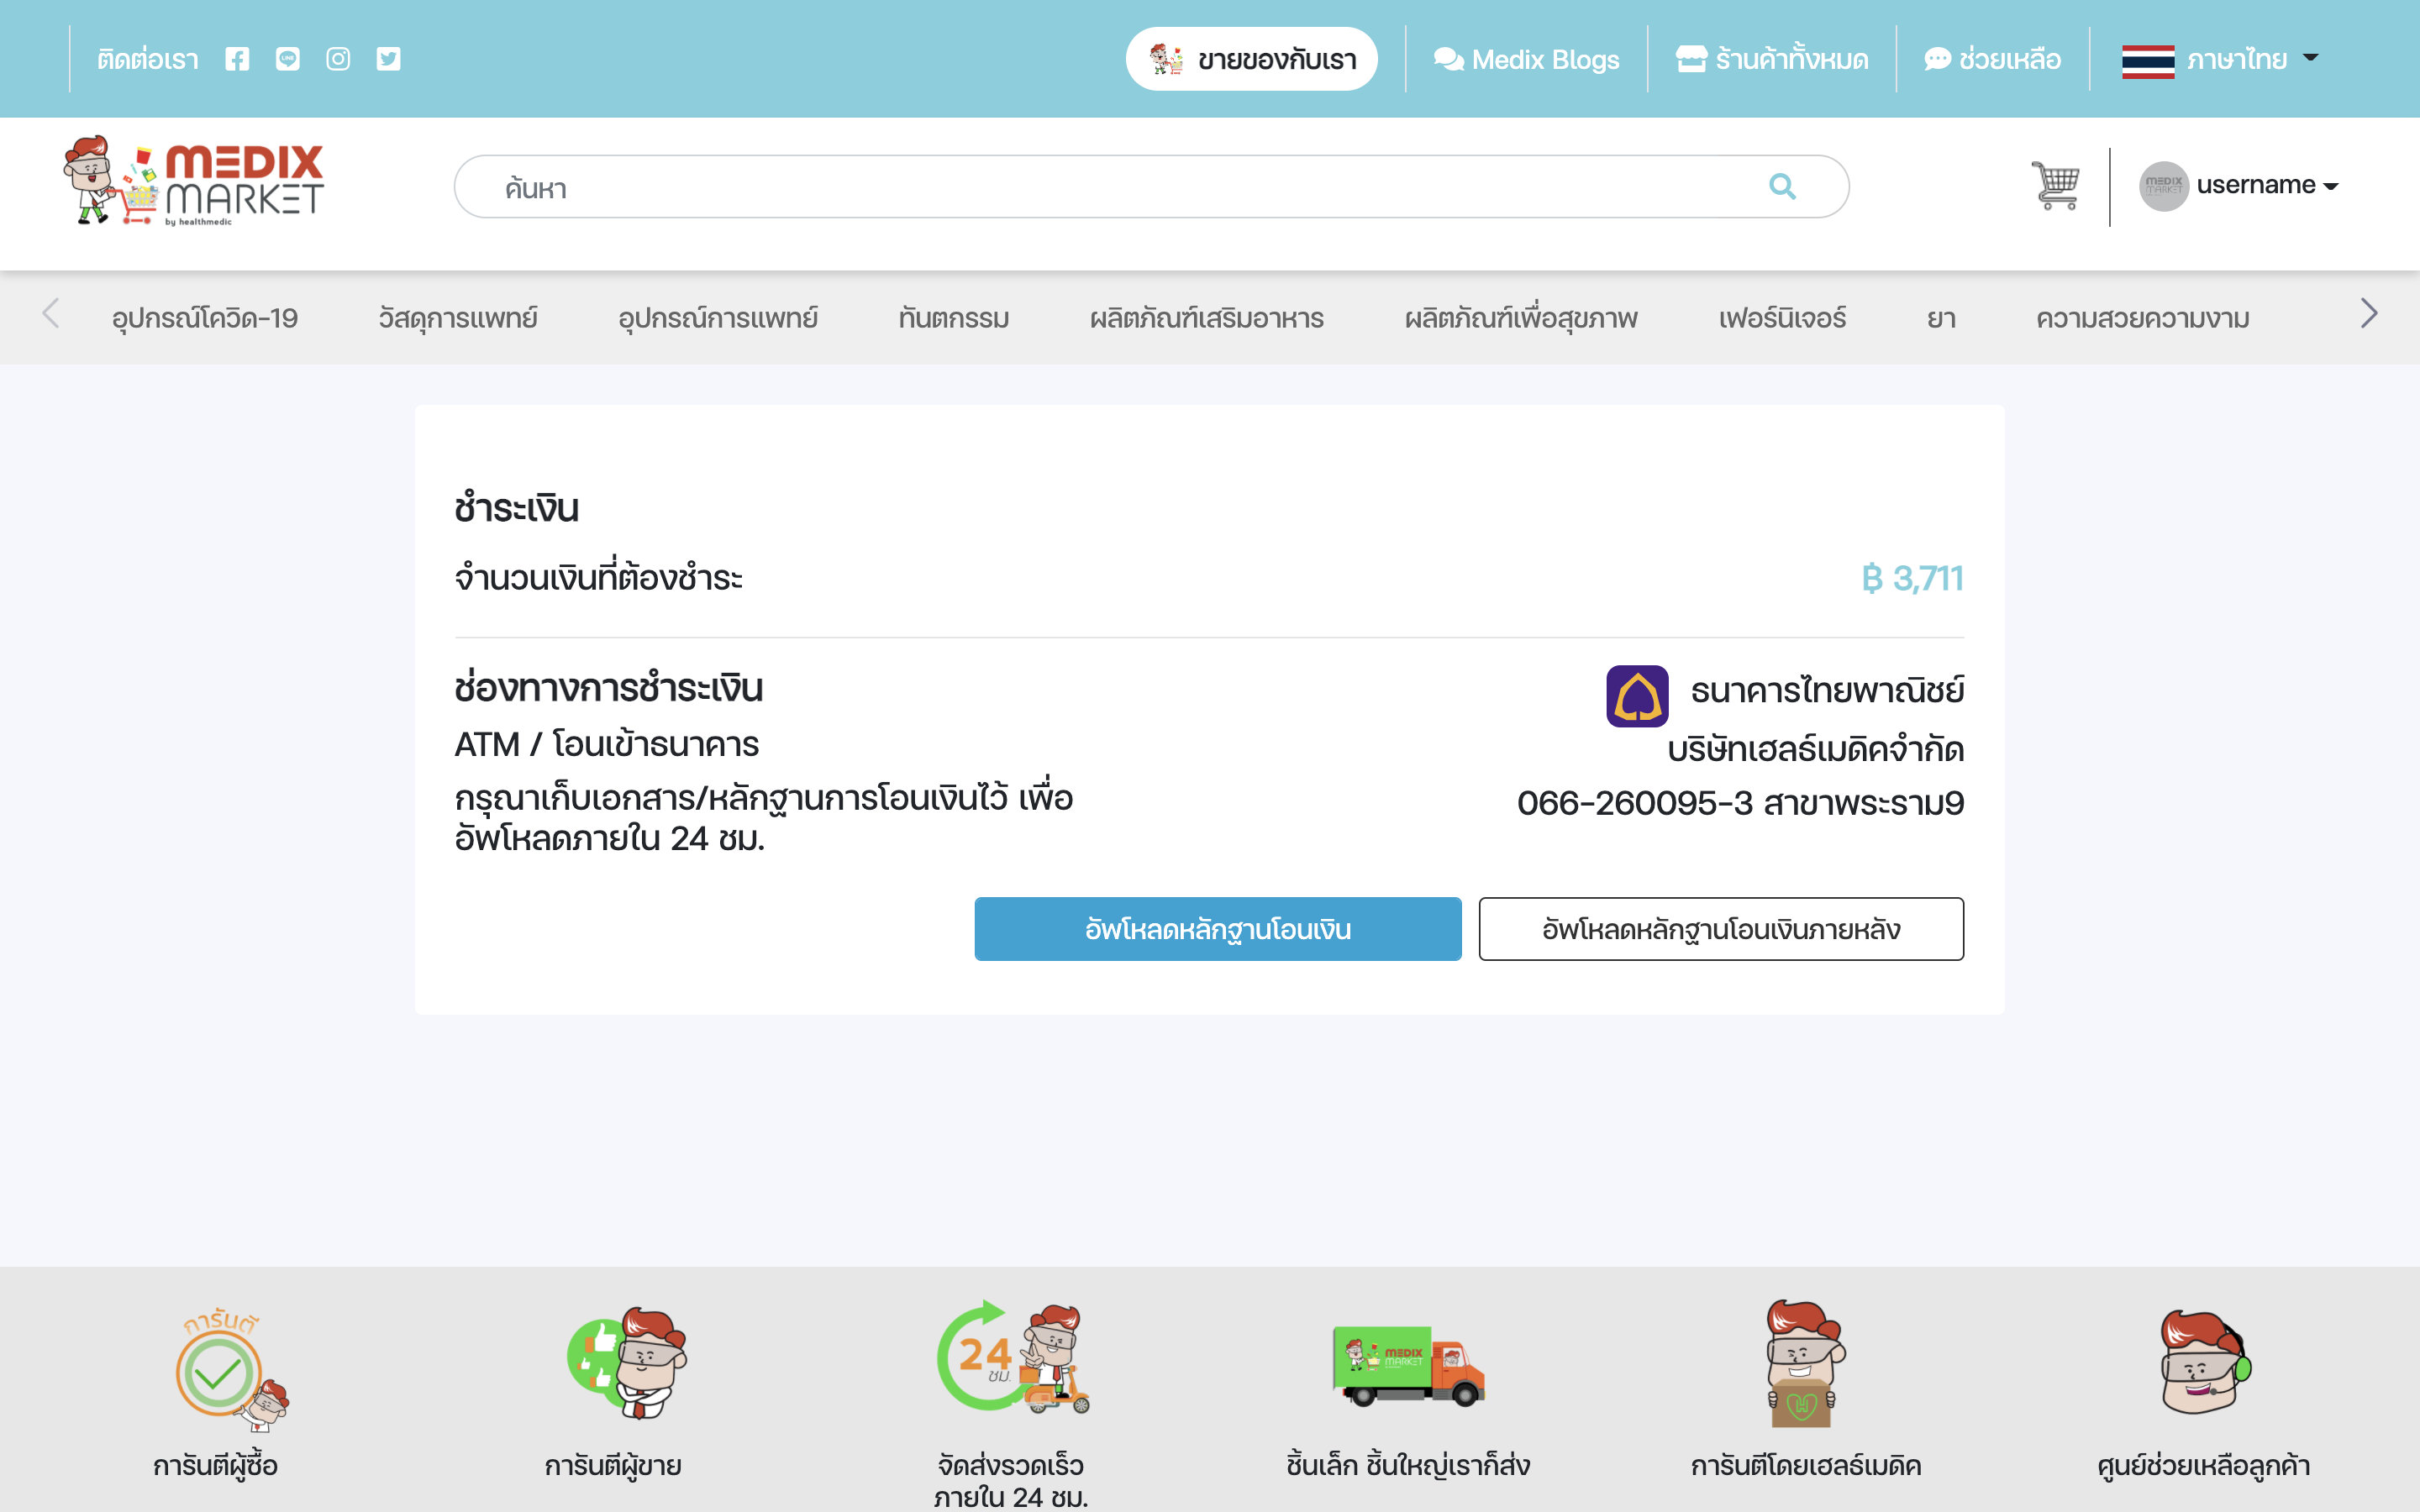 ติดต่อเรา
ขายของกับเรา
Medix Blogs
ร้านค้าทั้งหมด
ช่วยเหลือ
ภาษาไทย
MEDIX
MARKET
by healthmedic
ค้นหา
MEDIX
MARKET
username
อุปกรณ์โควิด-19
วัสดุการแพทย์
อุปกรณ์การแพทย์
ทันตกรรม
ผลิตภัณฑ์เสริมอาหาร
ผลิตภัณฑ์เพื่อสุขภาพ
เฟอร์นิเจอร์
ยา
ความสวยความงาม
ชำระเงิน
จำนวนเงินที่ต้องชำระ
฿ 3,711
ช่องทางการชำระเงิน
ATM / โอนเข้าธนาคาร
กรุณาเก็บเอกสาร/หลักฐานการโอนเงินไว้ เพื่อ
อัพโหลดภายใน 24 ชม.
ธนาคารไทยพาณิชย์
บริษัทเฮลธ์เมดิคจำกัด
066-260095-3 สาขาพระราม9
อัพโหลดหลักฐานโอนเงิน
อัพโหลดหลักฐานโอนเงินภายหลัง
การันตี
24
ชม.
MEDIX
MARKET
การันตีผู้ซื้อ
การันตีผู้ขาย
จัดส่งรวดเร็ว
ภายใน 24 ชม.
ชิ้นเล็ก ชิ้นใหญ่เราก็ส่ง
การันตีโดยเฮลธ์เมดิค
ศูนย์ช่วยเหลือลูกค้า